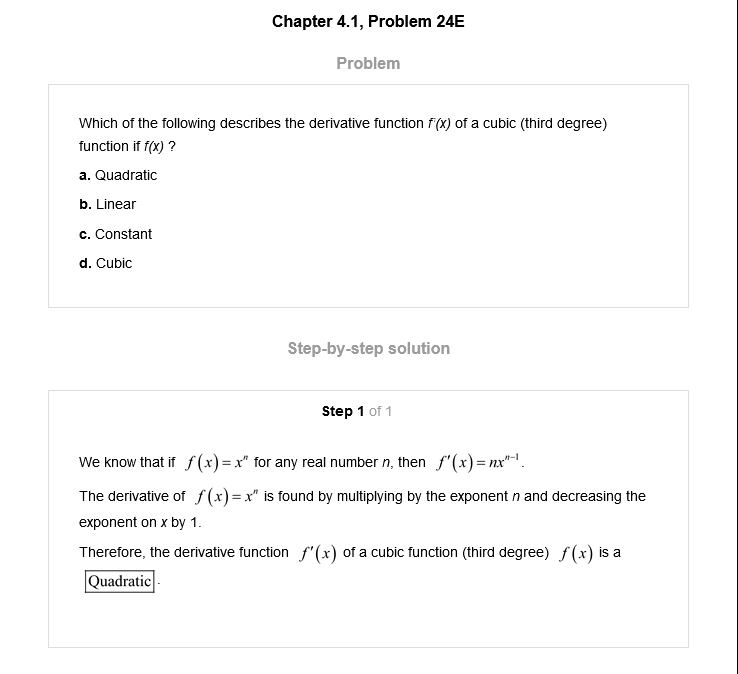 Chapter 4.1, Problem 24E
Problem
Which of the following describes the derivative function f'(x) of a cubic (third degree)
function if f(x) ?
a. Quadratic
b. Linear
c. Constant
d. Cubic
Step-by-step solution
Step 1 of 1
We know that if f(x) = xⁿ for any real number n, then f'(x) = nxⁿ⁻¹.
The derivative of f(x) = xⁿ is found by multiplying by the exponent n and decreasing the
exponent on x by 1.
Therefore, the derivative function f'(x) of a cubic function (third degree) f(x) is a
Quadratic.